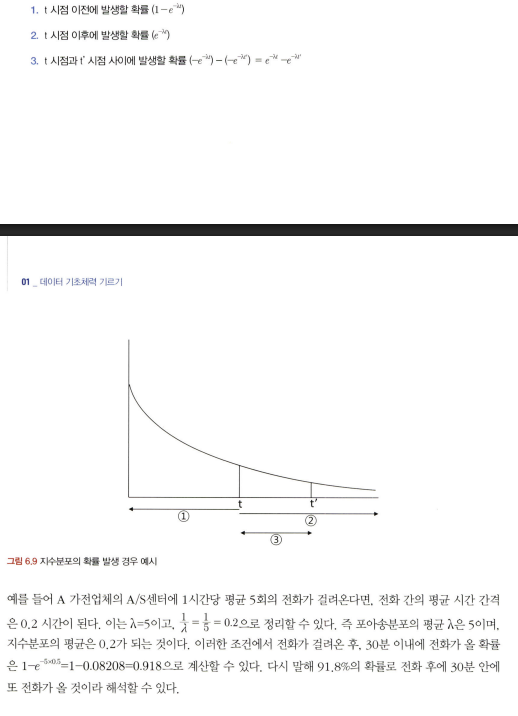 1. t 시점 이전에 발생할 확률 (1−e^−λt)
2. t 시점 이후에 발생할 확률 (e^−λt)
3. t 시점과 t′ 시점 사이에 발생할 확률 (−e^−λt′) − (−e^−λt) = e^−λt − e^−λt′
01 _ 데이터 기초체력 기르기
t t′
①
②
③
그림 6.9 지수분포의 확률 발생 경우 예시
예를 들어 A 가전업체의 A/S센터에 1시간당 평균 5회의 전화가 걸려온다면, 전화 간의 평균 시간 간격
은 0.2 시간이 된다. 이는 λ=5이고, 1/λ = 1/5 = 0.2으로 정리할 수 있다. 즉 포아송분포의 평균 λ은 5이며,
지수분포의 평균은 0.2가 되는 것이다. 이러한 조건에서 전화가 걸려온 후, 30분 이내에 전화가 올 확률
은 1−e^−5×0.5=1−0.08208=0.918으로 계산할 수 있다. 다시 말해 91.8%의 확률로 전화 후에 30분 안에
또 전화가 올 것이라 해석할 수 있다.